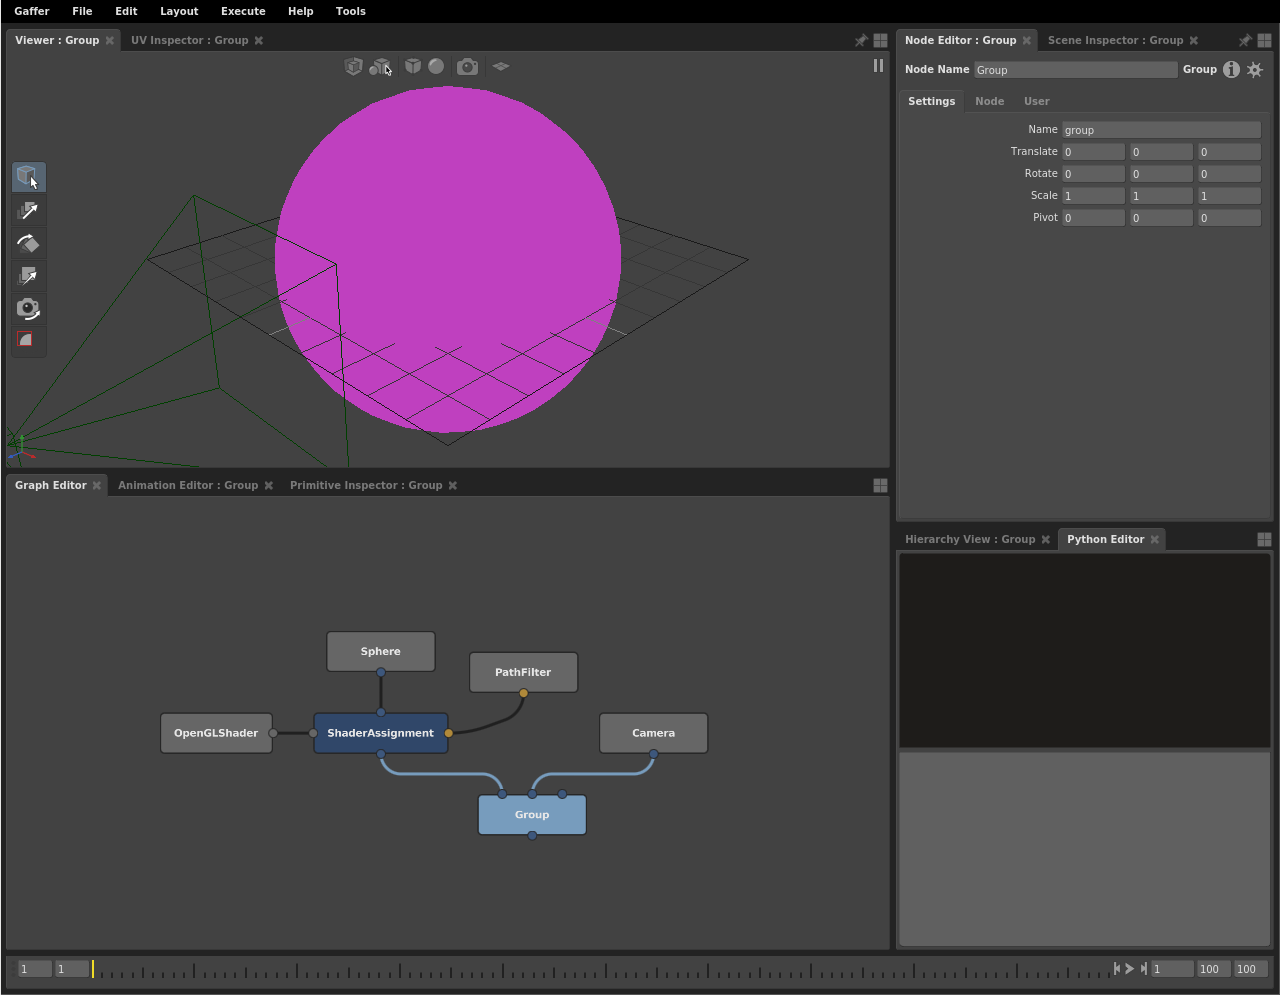 Gaffer File Edit Layout Execute Help Tools
Viewer : Group UV Inspector : Group
Node Editor : Group Scene Inspector : Group
Node Name Group Group
Settings Node User
Name group
Translate 0 0 0
Rotate 0 0 0
Scale 1 1 1
Pivot 0 0 0
Graph Editor Animation Editor : Group Primitive Inspector : Group
Hierarchy View : Group Python Editor
Sphere
PathFilter
OpenGLShader
ShaderAssignment
Camera
Group
1 1 1 100 100